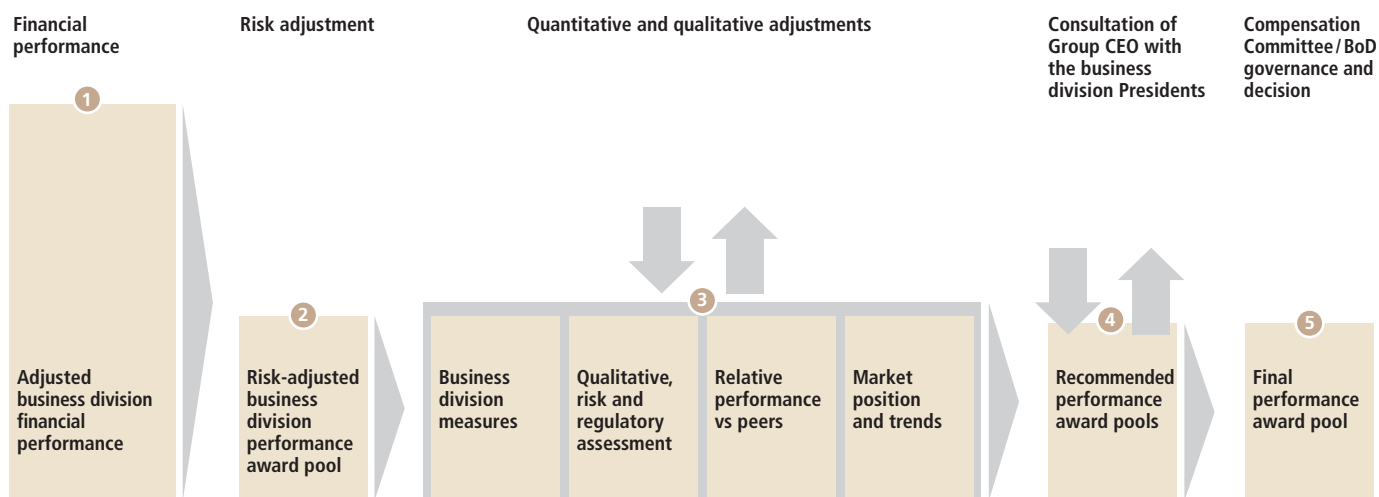 Financial
performance
Risk adjustment
Quantitative and qualitative adjustments
Consultation of
Group CEO with
the business
division Presidents
Compensation
Committee / BoD
governance and
decision
1
2
3
4
5
Adjusted
business division
financial
performance
Risk-adjusted
business
division
performance
award pool
Business
division
measures
Qualitative,
risk and
regulatory
assessment
Relative
performance
vs peers
Market
position
and trends
Recommended
performance
award pools
Final
performance
award pool